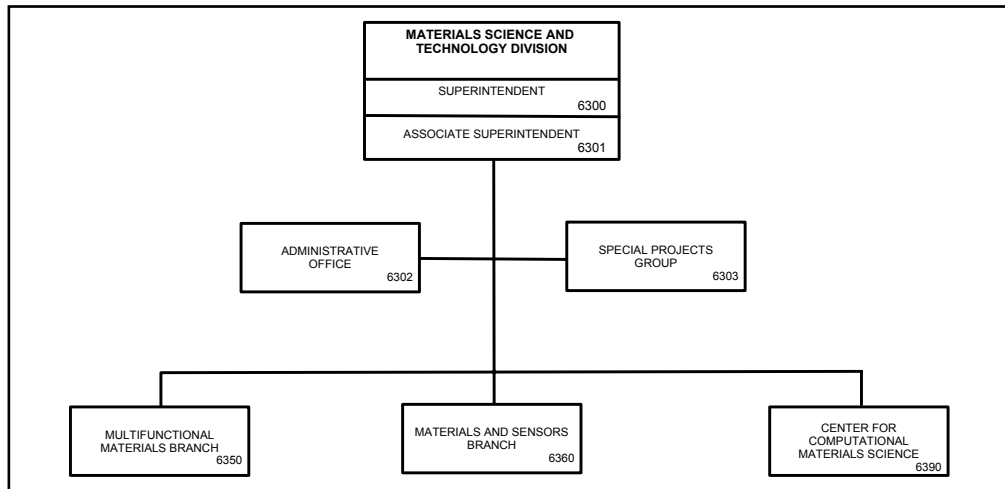 MATERIALS SCIENCE AND
TECHNOLOGY DIVISION
SUPERINTENDENT
6300
ASSOCIATE SUPERINTENDENT
6301
ADMINISTRATIVE
OFFICE
6302
SPECIAL PROJECTS
GROUP
6303
MULTIFUNCTIONAL
MATERIALS BRANCH
6350
MATERIALS AND SENSORS
BRANCH
6360
CENTER FOR
COMPUTATIONAL
MATERIALS SCIENCE
6390